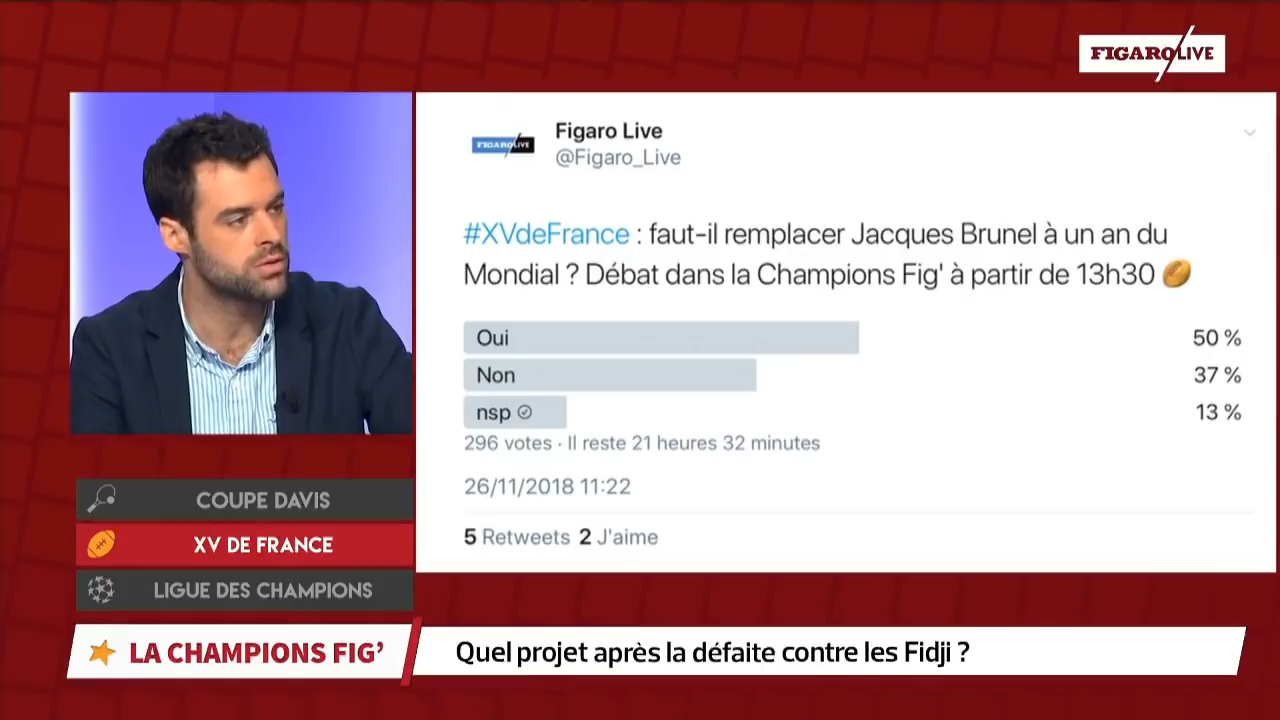 FIGAROLIVE
FIGAROLIVE
Figaro Live
@Figaro_Live
#XVdeFrance : faut-il remplacer Jacques Brunel à un an du
Mondial ? Débat dans la Champions Fig' à partir de 13h30
Oui 50 %
Non 37 %
nsp 13 %
296 votes · Il reste 21 heures 32 minutes
26/11/2018 11:22
5 Retweets 2 J'aime
COUPE DAVIS
XV DE FRANCE
LIGUE DES CHAMPIONS
LA CHAMPIONS FIG’
Quel projet après la défaite contre les Fidji ?